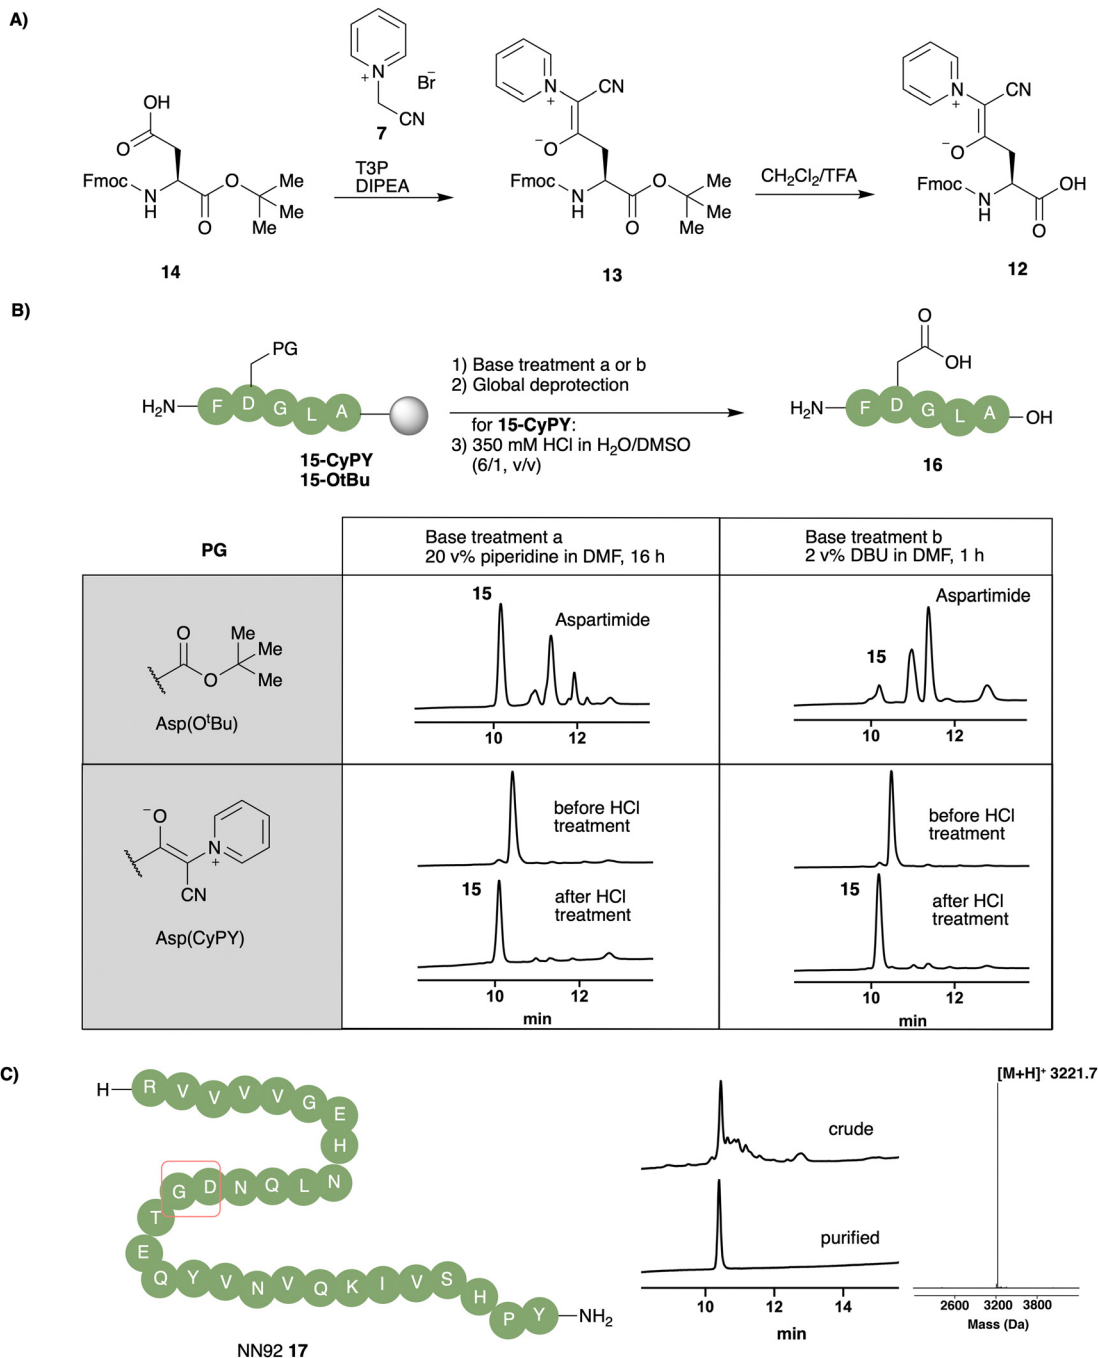 A)
OH
O
Fmoc
N
H
O
O
Me
Me
Me
14
N
+
Br⁻
CN
7
T3P
DIPEA
N
+
CN
⁻O
Fmoc
N
H
O
O
Me
Me
Me
13
CH₂Cl₂/TFA
N
+
CN
⁻O
Fmoc
N
H
OH
O
12
B)
PG
H₂N
F D G L A
15-CyPY
15-OtBu
1) Base treatment a or b
2) Global deprotection
for 15-CyPY:
3) 350 mM HCl in H₂O/DMSO
(6/1, v/v)
O
OH
H₂N
F D G L A
OH
16
PG
Base treatment a
20 v% piperidine in DMF, 16 h
Base treatment b
2 v% DBU in DMF, 1 h
O
O
Me
Me
Me
Asp(OᵗBu)
15
Aspartimide
10 12
15
Aspartimide
10 12
⁻O
N
+
CN
Asp(CyPY)
before HCl
treatment
15
after HCl
treatment
10 12
min
before HCl
treatment
15
after HCl
treatment
10 12
min
C)
H
R V V V V G E
H
G D N Q L N
T
E
Q Y V N V Q K I V S H
P Y
NH₂
NN92 17
crude
purified
10 12 14
min
[M+H]⁺ 3221.7
2600 3200 3800
Mass (Da)